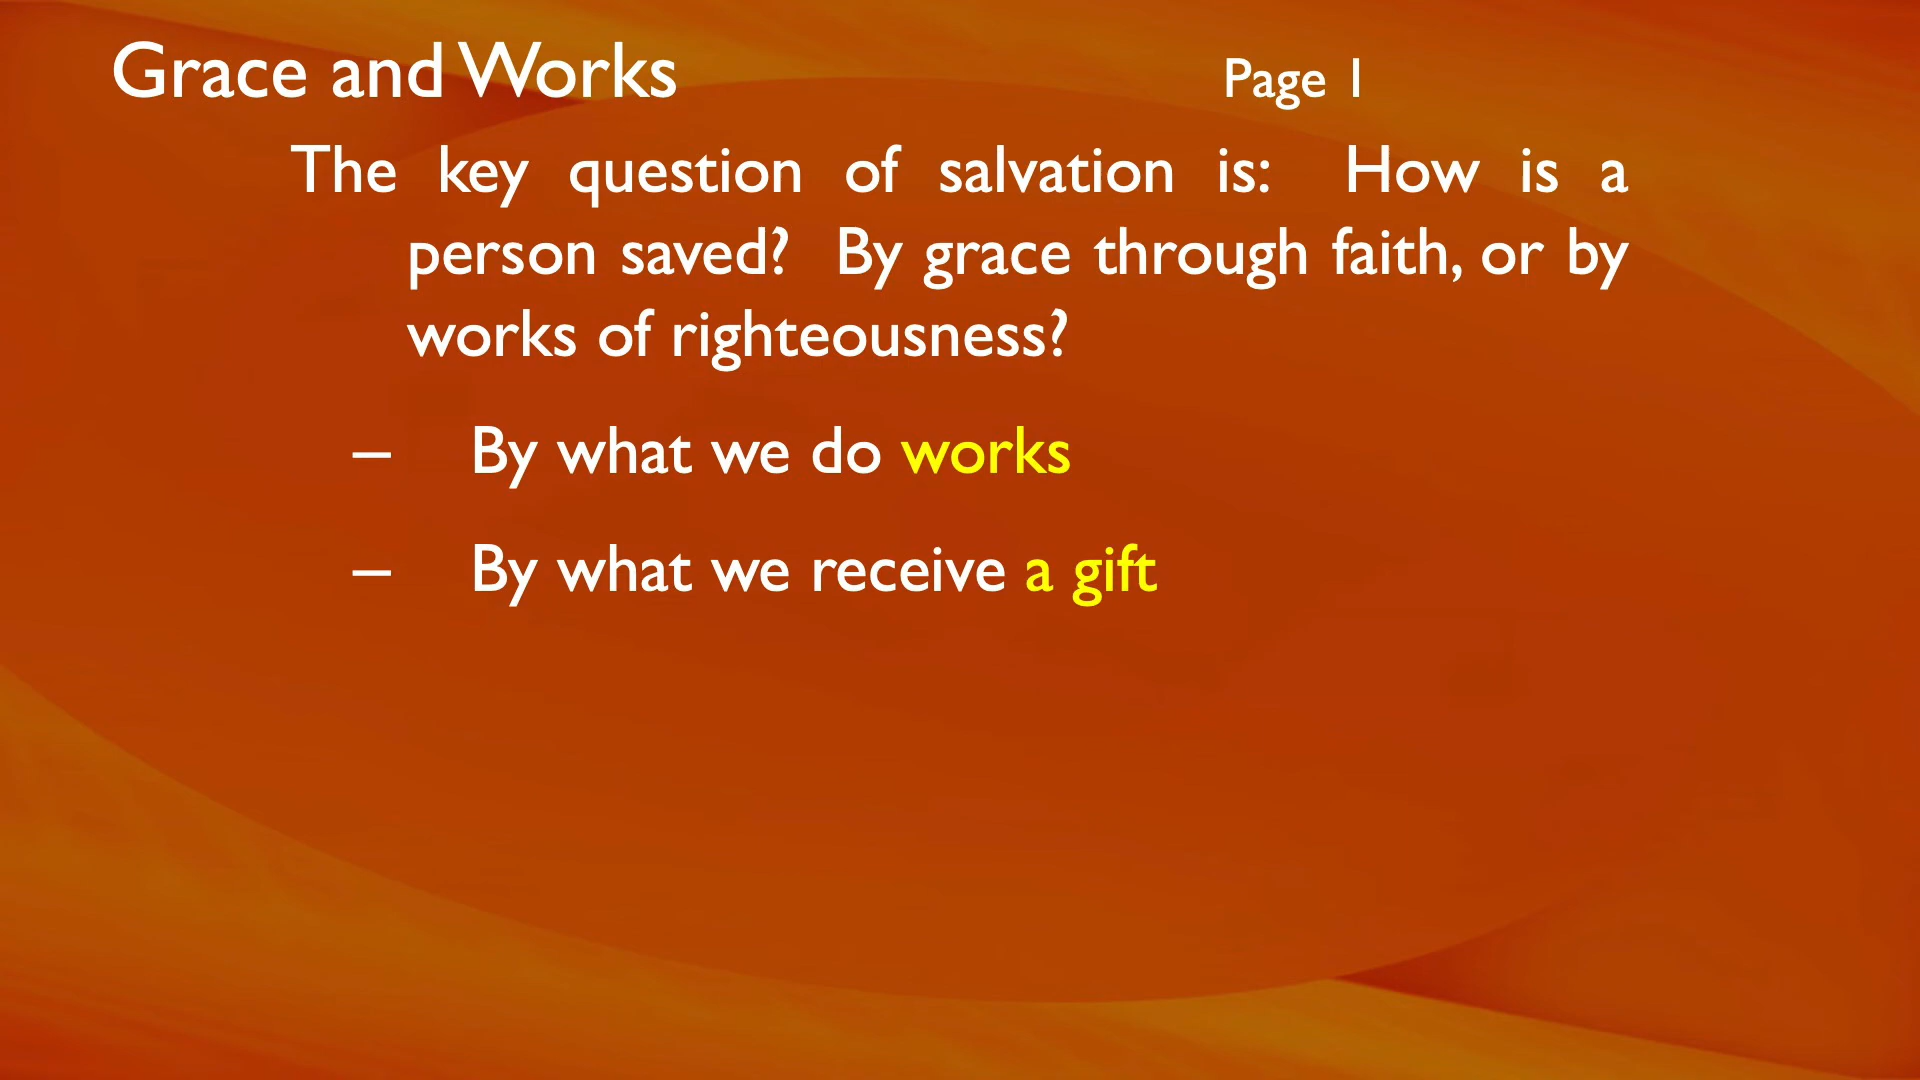 Grace and Works Page 1
The key question of salvation is: How is a
person saved? By grace through faith, or by
works of righteousness?
– By what we do works
– By what we receive a gift